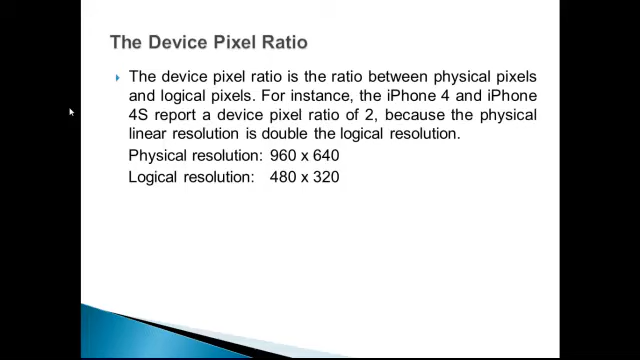 The Device Pixel Ratio
The device pixel ratio is the ratio between physical pixels
and logical pixels. For instance, the iPhone 4 and iPhone
4S report a device pixel ratio of 2, because the physical
linear resolution is double the logical resolution.
Physical resolution: 960 x 640
Logical resolution: 480 x 320